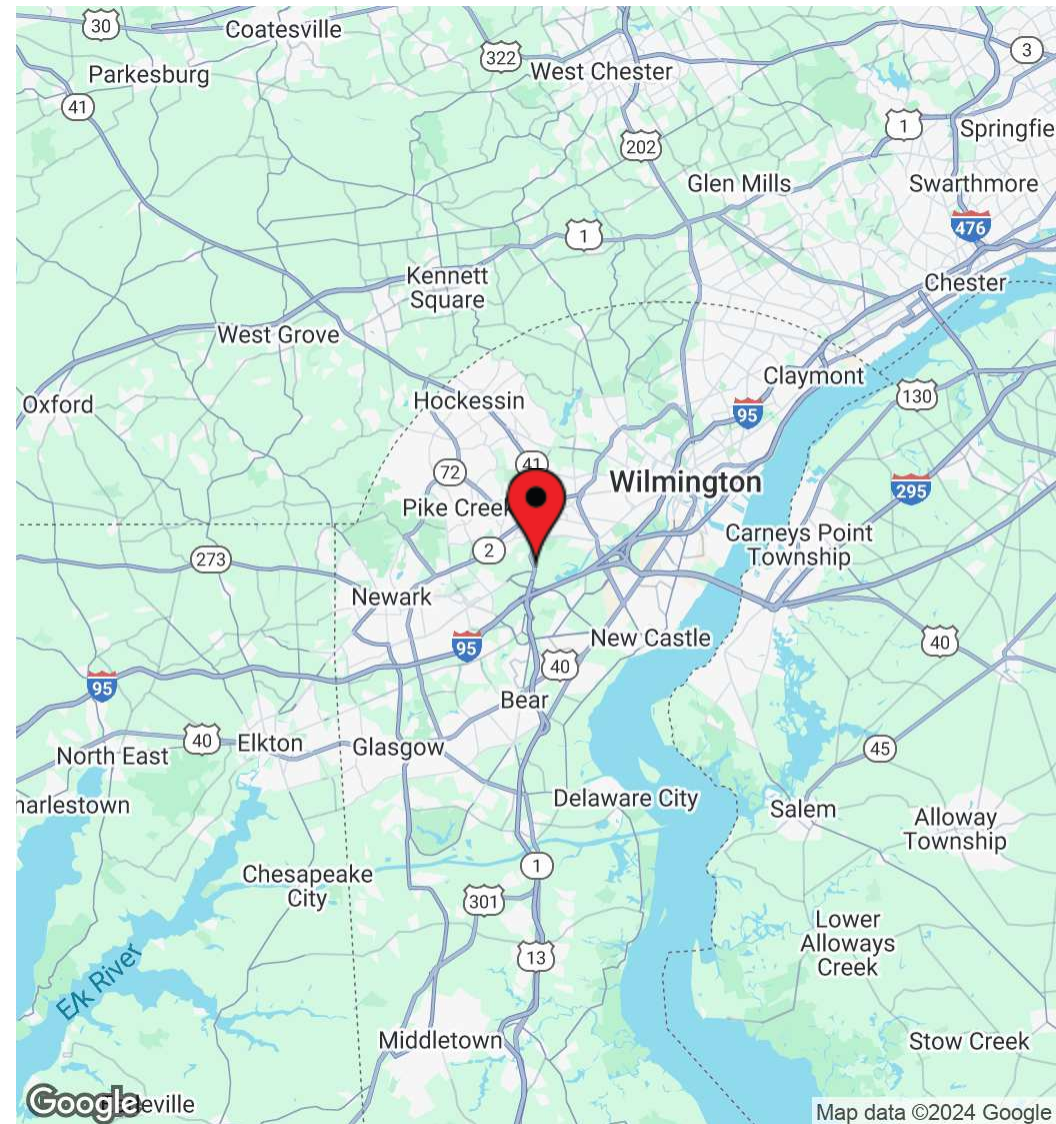 30
Coatesville
322
West Chester
3
Parkesburg
41
1
Springfie
202
Glen Mills
Swarthmore
476
1
Kennett
Square
Chester
West Grove
Claymont
Oxford
Hockessin
130
95
41
72
Wilmington
295
Pike Creek
Carneys Point
Township
2
273
Newark
New Castle
40
95
40
95
Bear
40
Elkton
Glasgow
45
North East
Delaware City
harlestown
Salem
Alloway
Township
1
Chesapeake
City
301
Lower
Alloways
Creek
13
Elk River
Middletown
Stow Creek
Google
eville
Map data ©2024 Google